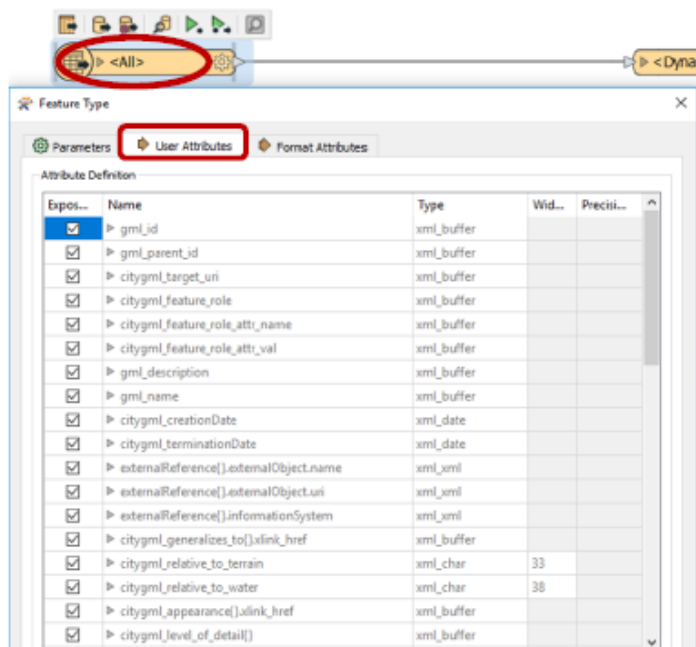 <All>
<Dyna
Feature Type
Parameters
User Attributes
Format Attributes
Attribute Definition
Expos... Name Type Wid... Precisi...
gml_id xml_buffer
gml_parent_id xml_buffer
citygml_target_uri xml_buffer
citygml_feature_role xml_buffer
citygml_feature_role_attr_name xml_buffer
citygml_feature_role_attr_val xml_buffer
gml_description xml_buffer
gml_name xml_buffer
citygml_creationDate xml_date
citygml_terminationDate xml_date
externalReference{}.externalObject.name xml_xml
externalReference{}.externalObject.uri xml_xml
externalReference{}.informationSystem xml_xml
citygml_generalizes_to{}.xlink_href xml_buffer
citygml_relative_to_terrain xml_char 33
citygml_relative_to_water xml_char 38
citygml_appearance{}.xlink_href xml_buffer
citygml_level_of_detail{} xml_buffer